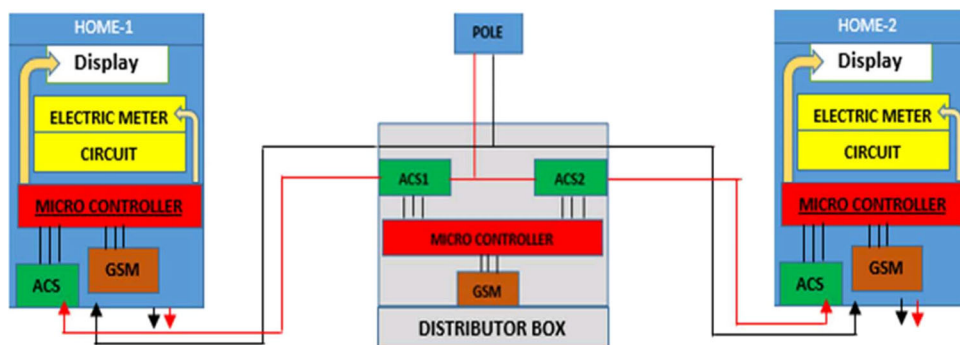 HOME-1
Display
ELECTRIC METER
CIRCUIT
MICRO CONTROLLER
ACS
GSM
POLE
ACS1
ACS2
MICRO CONTROLLER
GSM
DISTRIBUTOR BOX
HOME-2
Display
ELECTRIC METER
CIRCUIT
MICRO CONTROLLER
ACS
GSM